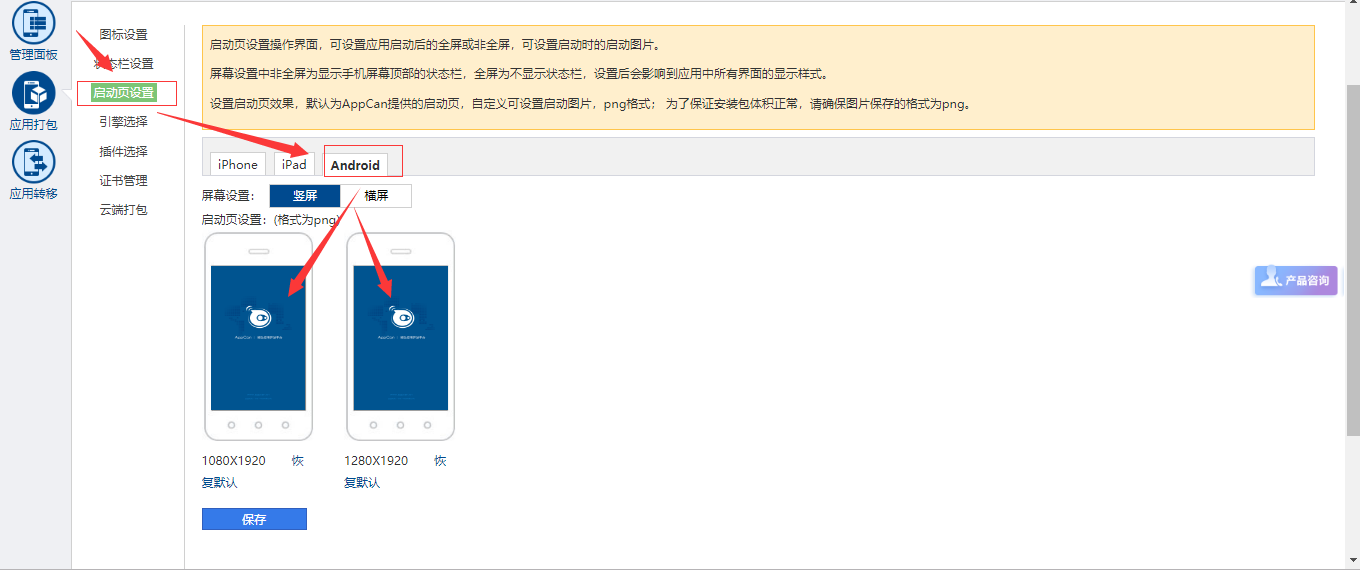 管理面板
应用打包
应用转移
图标设置
状态栏设置
启动页设置
引擎选择
插件选择
证书管理
云端打包
启动页设置操作界面，可设置应用启动后的全屏或非全屏，可设置启动时的启动图片。
屏幕设置中非全屏为显示手机屏幕顶部的状态栏，全屏为不显示状态栏，设置后会影响到应用中所有界面的显示样式。
设置启动页效果，默认为AppCan提供的启动页，自定义可设置启动图片，png格式； 为了保证安装包体积正常，请确保图片保存的格式为png。
iPhone iPad Android
屏幕设置： 竖屏 横屏
启动页设置：(格式为png)
AppCan AppCan
1080X1920 恢 1280X1920 恢
复默认 复默认
保存
产品咨询